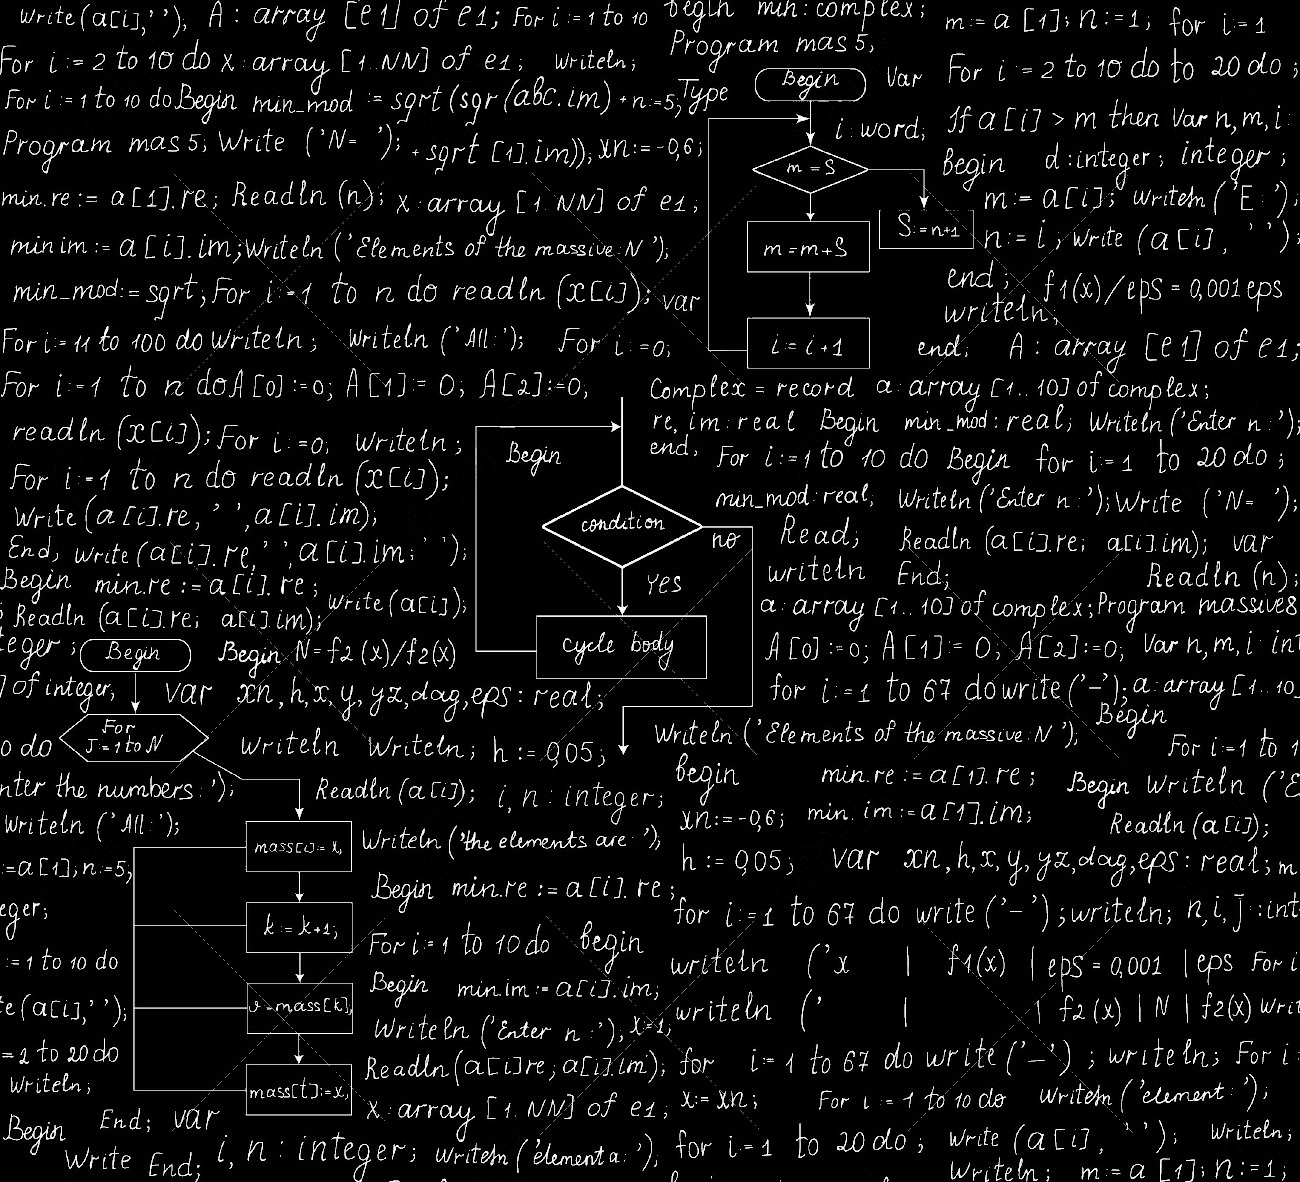 Write(a[i],' '), A : array [e1] of e1; For i := 1 to 10
begin min: complex;
m:= a [1]; n:=1; for i:=1
Program mas 5,
For i := 2 to 10 do x : array [1..NN] of e1; Writeln;
Begin
Var
For i := 2 to 10 do to 20 do ;
For i := 1 to 10 do Begin min_mod := sqrt (sqr (abc.im) + n:=5; Type
i : word;
If a [i] > m then Var n, m, i :
Program mas 5; Write ('N= '); + sqrt [1].im)); xn:= -0,6;
m = S
begin d : integer ; integer ;
min.re := a[1].re; Readln (n); x : array [1..NN] of e1;
m:= a[i]; Writeln ('E : ');
S:= n+1
m=m+S
n:= i ; Write (a[i], ' ') ;
min im := a[i].im; Writeln ('Elements of the massive: N ');
end ; f1(x) / eps = 0,001 eps
min_mod:= sqrt; For i :=1 to n do readln (x[i]); var
writeln;
For i := 11 to 100 do Writeln ; Writeln ('All: '); For i :=0;
i = i+1
end; A : array [e1] of e1;
For i :=1 to n do A[0] :=0; A[1] := 0; A[2]:=0;
Complex = record a : array [1..10] of complex;
re, im : real Begin min_mod: real; Writeln ('Enter n : ');
readln (x[i]); For i :=0; Writeln ;
Begin
end; For i :=1 to 10 do Begin for i :=1 to 20 do ;
For i :=1 to n do readln (x[i]);
min_mod: real; Writeln ('Enter n : '); Write ('N= ');
Write (a[i].re, ' ', a[i].im);
condition
no
Read; Readln (a[i].re; a[i].im); var
End; Write (a[i].re, ' ', a[i].im; ' ');
writeln End; Readln (n);
Begin min.re := a[i]. re ; Write (a[i]);
Yes
a : array [1..10] of complex; Program massive8
Readln (a[i].re; a[i].im);
teger ; Begin
Begin N=f2 (x)/f2(x)
cycle body
A[0] :=0; A[1] := 0; A[2]:=0; Var n, m, i : int
] of integer, var xn, h, x, y, yz, dag, eps : real;
for i :=1 to 67 do write ('-'); a : array [1..10
Begin
For J:=1 to N
o do
Writeln Writeln; h := 0,05;
Writeln ('Elements of the massive: N ');
For i :=1 to 1
begin min.re := a [1].re ; Begin Writeln ('E
nter the numbers : '); Readln (a[i]); i, n : integer;
xn:= -0,6; min. im := a[1].im; Readln (a[i]);
Writeln ('All: ');
mass[i]:= x,
Writeln ('the elements are : ');
h := 0,05; var xn, h, x, y, yz, dag, eps : real; m
:=a[1]; n:=5;
Begin min.re := a[i]. re ;
eger;
k := k+1;
for i :=1 to 67 do write ('-') ; writeln; n, i, j : int
:=1 to 10 do
For i :=1 to 10 do begin
writeln ('x | f1(x) | eps = 0,001 | eps For i
te (a[i],' ');
=mass[k],
Begin min.im := a[i].im;
writeln (' | | f2 (x) | N | f2(x) Writ
Writeln ('Enter n : '); x:=1;
= 2 to 20 do
Writeln;
mass[t]:= x,
Readln (a[i]re; a[i].im);
for i := 1 to 67 do write ('-') ; writeln; For i
x : array [1..NN] of e1;
x:= xn; For i := 1 to 10 do Writeln ('element : ');
Begin End; var
Write End; i, n : integer; Writeln ('element a: ');
for i :=1 to 20 do ; Write (a[i], ' '); Writeln;
Writeln; m:= a [1]; n:=1;